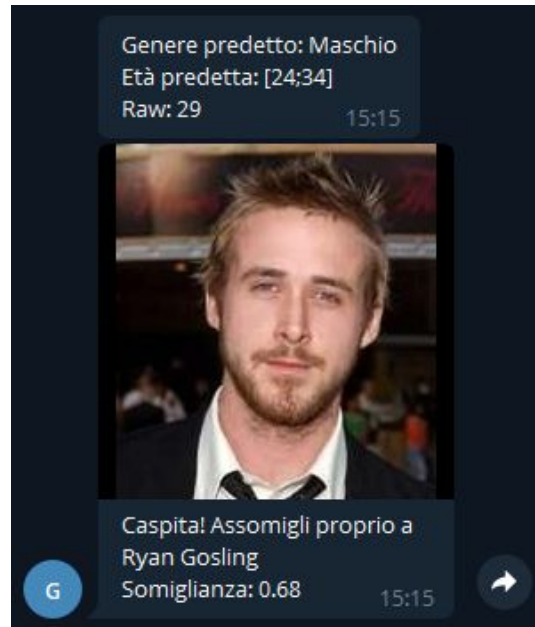 Genere predetto: Maschio
Età predetta: [24;34]
Raw: 29
15:15
Caspita! Assomigli proprio a
Ryan Gosling
Somiglianza: 0.68
15:15
G